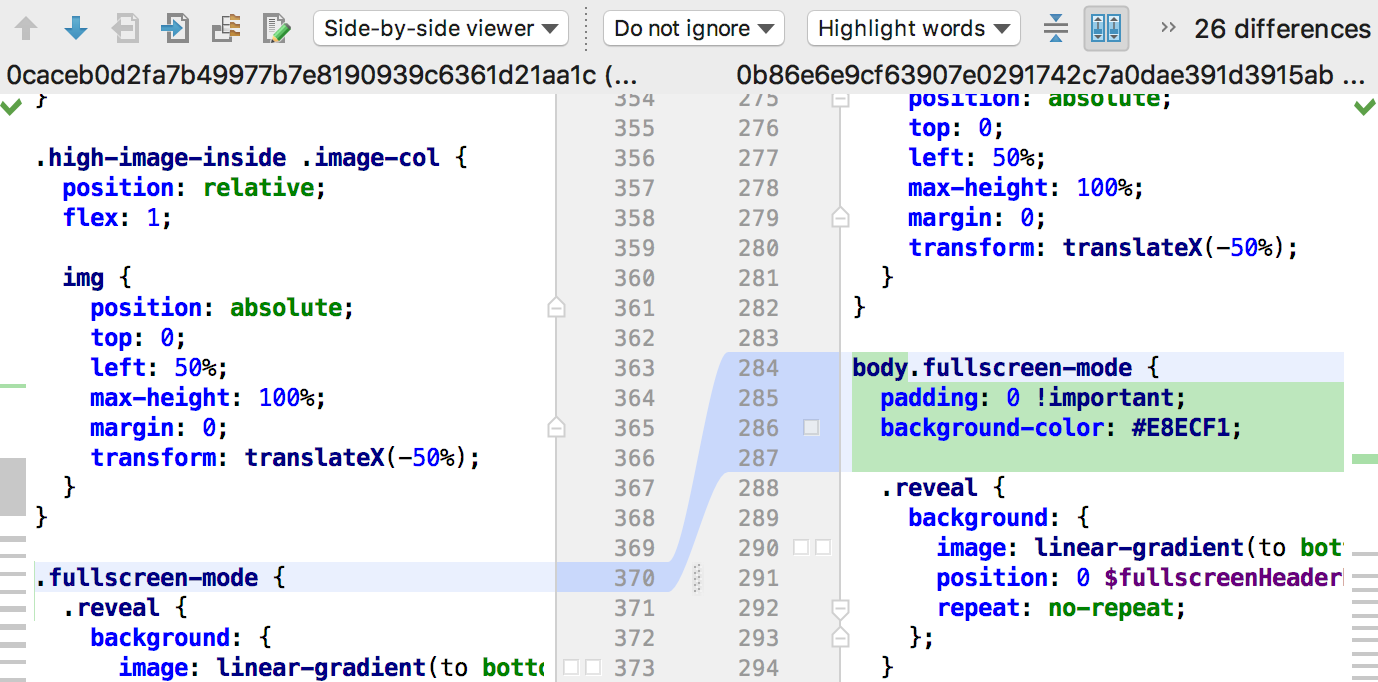 Side-by-side viewer Do not ignore Highlight words » 26 differences
0caceb0d2fa7b49977b7e8190939c6361d21aa1c (... 0b86e6e9cf63907e0291742c7a0dae391d3915ab ...
} 354 275 position: absolute;
355 276 top: 0;
.high-image-inside .image-col { 356 277 left: 50%;
position: relative; 357 278 max-height: 100%;
flex: 1; 358 279 margin: 0;
359 280 transform: translateX(-50%);
img { 360 281 }
position: absolute; 361 282 }
top: 0; 362 283
left: 50%; 363 284 body.fullscreen-mode {
max-height: 100%; 364 285 padding: 0 !important;
margin: 0; 365 286 background-color: #E8ECF1;
transform: translateX(-50%); 366 287
} 367 288 .reveal {
} 368 289 background: {
369 290 image: linear-gradient(to bot
.fullscreen-mode { 370 291 position: 0 $fullscreenHeader
.reveal { 371 292 repeat: no-repeat;
background: { 372 293 };
image: linear-gradient(to botto 373 294 }